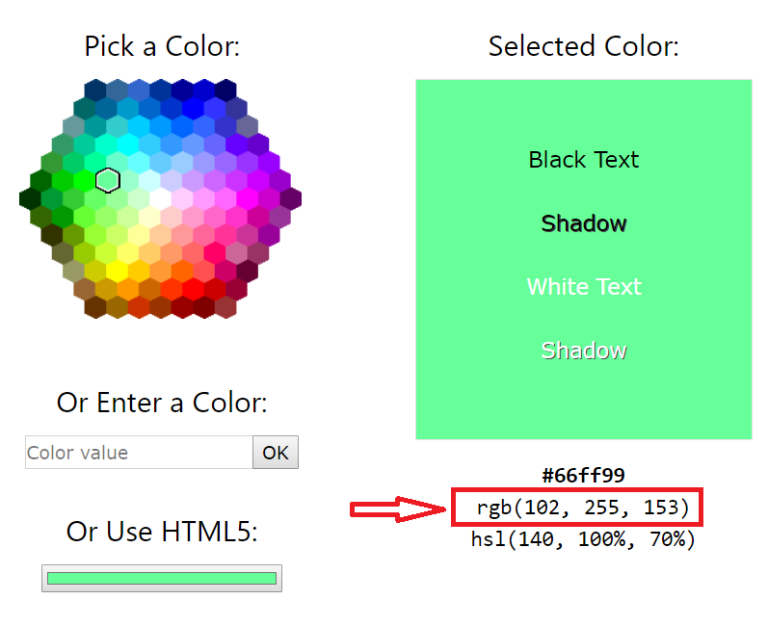 Pick a Color:
Selected Color:
Black Text
Shadow
White Text
Shadow
Or Enter a Color:
Color value
OK
#66ff99
rgb(102, 255, 153)
Or Use HTML5:
hsl(140, 100%, 70%)